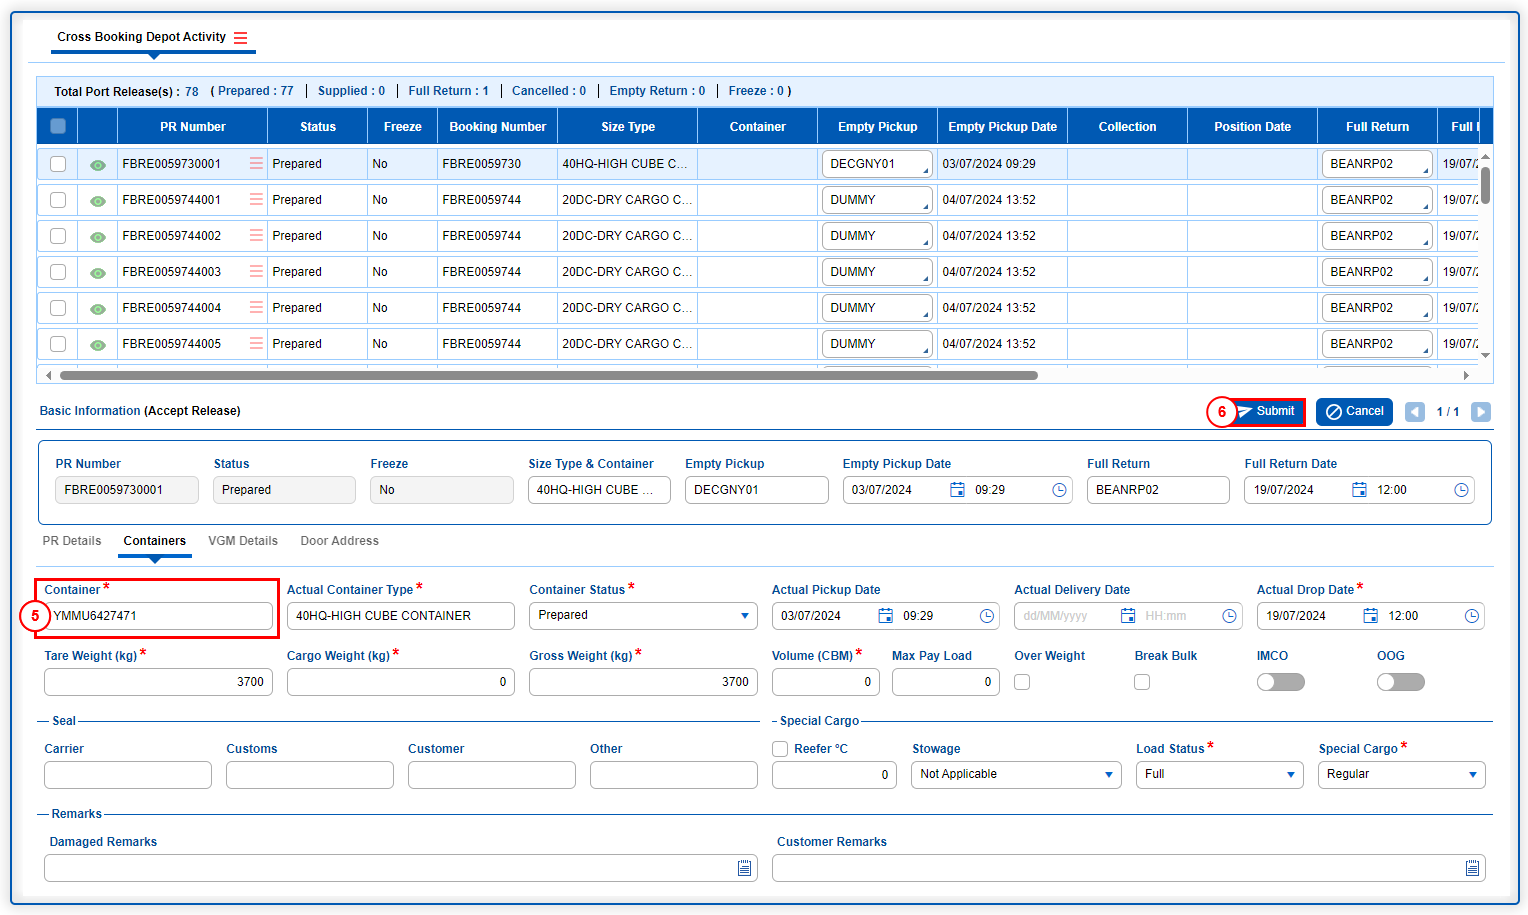 Cross Booking Depot Activity
Total Port Release(s) : 78 ( Prepared : 77 | Supplied : 0 | Full Return : 1 | Cancelled : 0 | Empty Return : 0 | Freeze : 0 )
PR Number Status Freeze Booking Number Size Type Container Empty Pickup Empty Pickup Date Collection Position Date Full Return Full
FBRE0059730001 Prepared No FBRE0059730 40HQ-HIGH CUBE C... DECGNY01 03/07/2024 09:29 BEANRP02 19/07/
FBRE0059744001 Prepared No FBRE0059744 20DC-DRY CARGO C... DUMMY 04/07/2024 13:52 BEANRP02 19/07/
FBRE0059744002 Prepared No FBRE0059744 20DC-DRY CARGO C... DUMMY 04/07/2024 13:52 BEANRP02 19/07/
FBRE0059744003 Prepared No FBRE0059744 20DC-DRY CARGO C... DUMMY 04/07/2024 13:52 BEANRP02 19/07/
FBRE0059744004 Prepared No FBRE0059744 20DC-DRY CARGO C... DUMMY 04/07/2024 13:52 BEANRP02 19/07/
FBRE0059744005 Prepared No FBRE0059744 20DC-DRY CARGO C... DUMMY 04/07/2024 13:52 BEANRP02 19/07/
Basic Information (Accept Release) 6 Submit Cancel 1 / 1
PR Number Status Freeze Size Type & Container Empty Pickup Empty Pickup Date Full Return Full Return Date
FBRE0059730001 Prepared No 40HQ-HIGH CUBE ... DECGNY01 03/07/2024 09:29 BEANRP02 19/07/2024 12:00
PR Details Containers VGM Details Door Address
Container* Actual Container Type* Container Status* Actual Pickup Date Actual Delivery Date Actual Drop Date*
5 YMMU6427471 40HQ-HIGH CUBE CONTAINER Prepared 03/07/2024 09:29 dd/MM/yyyy HH:mm 19/07/2024 12:00
Tare Weight (kg)* Cargo Weight (kg)* Gross Weight (kg)* Volume (CBM)* Max Pay Load Over Weight Break Bulk IMCO OOG
3700 0 3700 0 0
Seal Special Cargo
Carrier Customs Customer Other Reefer °C Stowage Load Status* Special Cargo*
0 Not Applicable Full Regular
Remarks
Damaged Remarks Customer Remarks